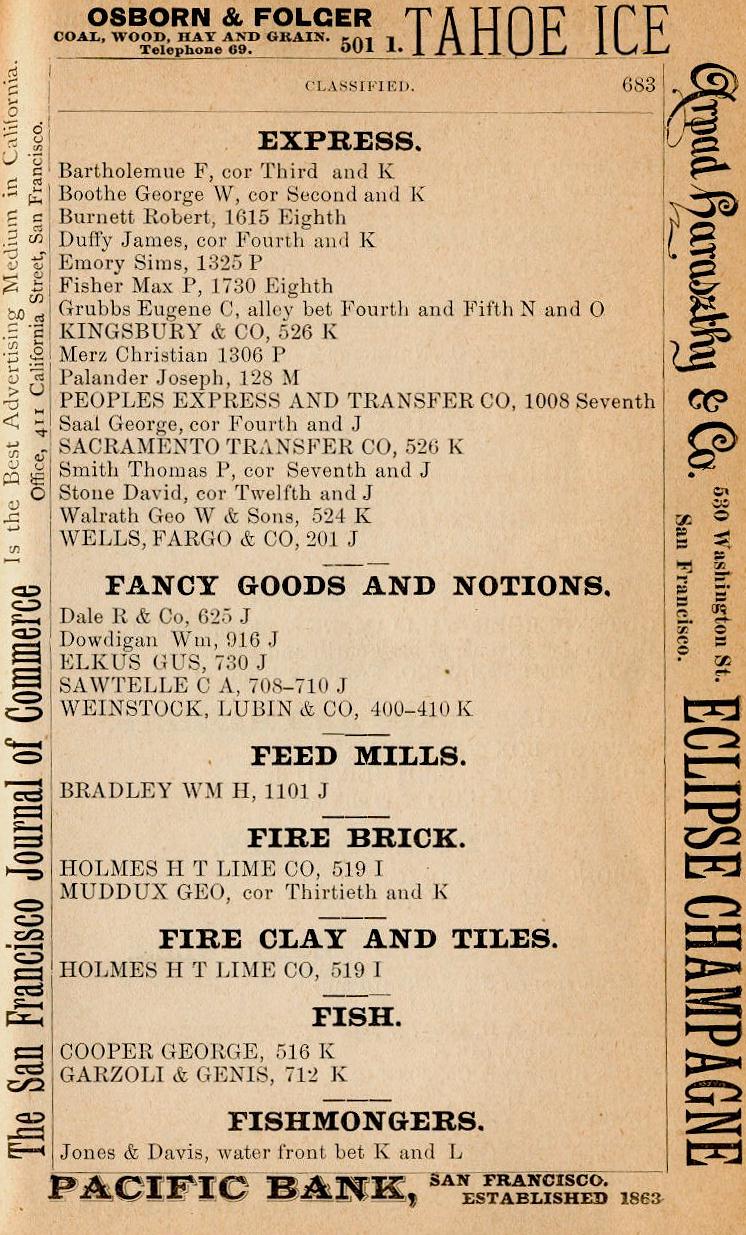 OSBORN & FOLGER
COAL, WOOD, HAY AND GRAIN.
Telephone 69.
501 I.
TAHOE ICE
CLASSIFIED.
683
EXPRESS.
Bartholemue F, cor Third and K
Boothe George W, cor Second and K
Burnett Robert, 1615 Eighth
Duffy James, cor Fourth and K
Emory Sims, 1325 P
Fisher Max P, 1730 Eighth
Grubbs Eugene C, alley bet Fourth and Fifth N and O
KINGSBURY & CO, 526 K
Merz Christian 1306 P
Palander Joseph, 128 M
PEOPLES EXPRESS AND TRANSFER CO, 1008 Seventh
Saal George, cor Fourth and J
SACRAMENTO TRANSFER CO, 526 K
Smith Thomas P, cor Seventh and J
Stone David, cor Twelfth and J
Walrath Geo W & Sons, 524 K
WELLS, FARGO & CO, 201 J
FANCY GOODS AND NOTIONS.
Dale R & Co, 625 J
Dowdigan Wm, 916 J
ELKUS GUS, 730 J
SAWTELLE C A, 708-710 J
WEINSTOCK, LUBIN & CO, 400-410 K
FEED MILLS.
BRADLEY WM H, 1101 J
FIRE BRICK.
HOLMES H T LIME CO, 519 I
MUDDUX GEO, cor Thirtieth and K
FIRE CLAY AND TILES.
HOLMES H T LIME CO, 519 I
FISH.
COOPER GEORGE, 516 K
GARZOLI & GENIS, 712 K
FISHMONGERS.
Jones & Davis, water front bet K and L
PACIFIC BANK,
SAN FRANCISCO.
ESTABLISHED 1863
The San Francisco Journal of Commerce
Is the Best Advertising Medium in California.
Office, 411 California Street, San Francisco.
Arpad Haraszthy & Co.
530 Washington St.
San Francisco.
ECLIPSE CHAMPAGNE